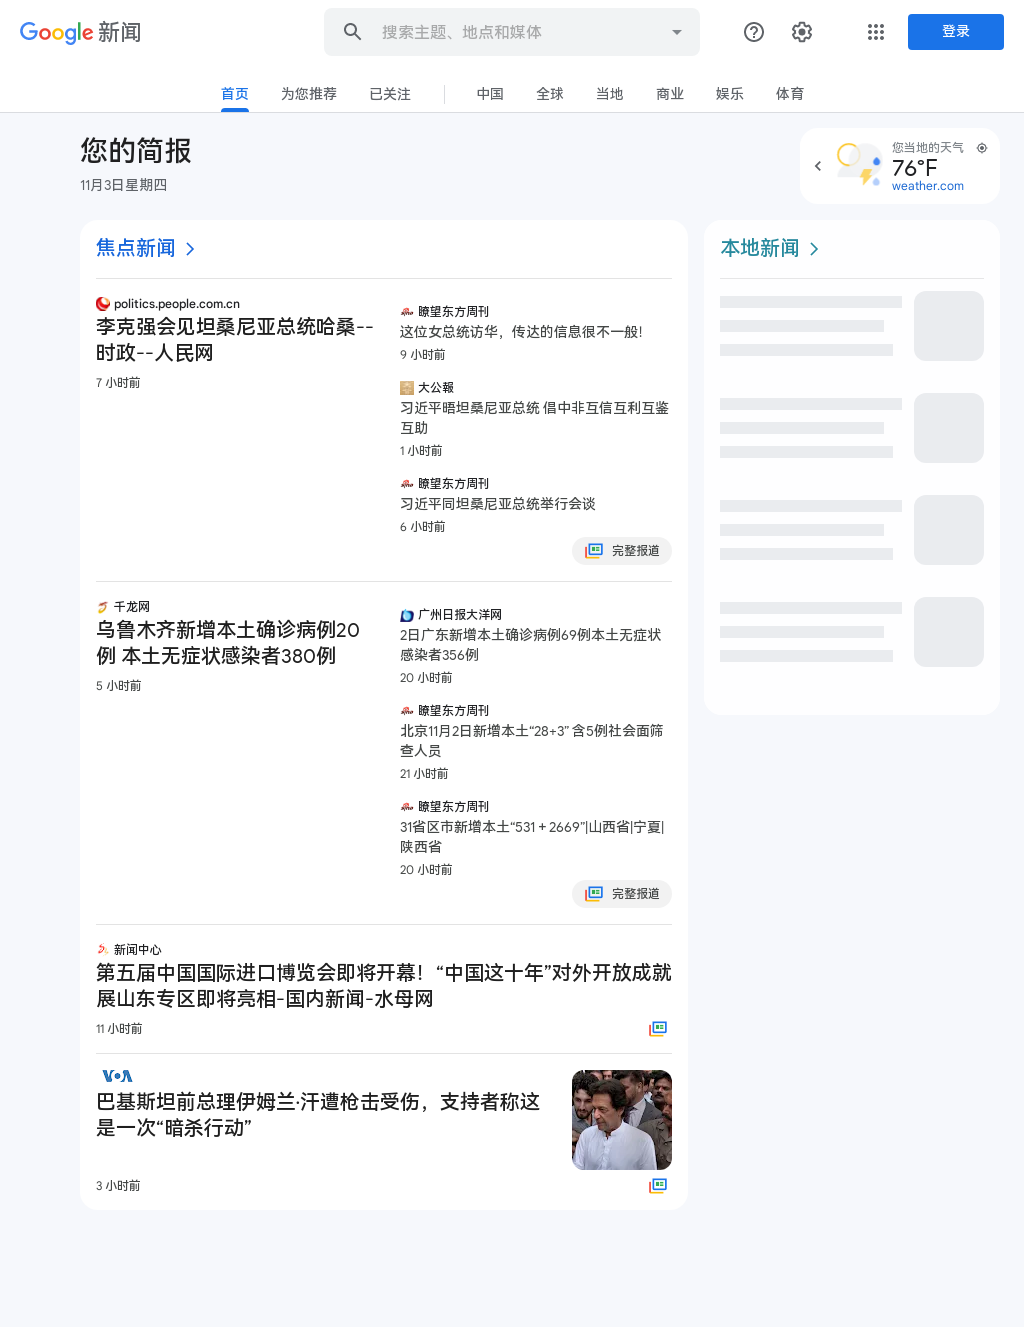 Google 新闻
搜索主题、地点和媒体
登录
首页 为您推荐 已关注 中国 全球 当地 商业 娱乐 体育
您的简报
11月3日星期四
您当地的天气
76°F
weather.com
焦点新闻
politics.people.com.cn
李克强会见坦桑尼亚总统哈桑--
时政--人民网
7 小时前
瞭望东方周刊
这位女总统访华，传达的信息很不一般！
9 小时前
大公報
习近平晤坦桑尼亚总统 倡中非互信互利互鉴
互助
1 小时前
瞭望东方周刊
习近平同坦桑尼亚总统举行会谈
6 小时前
完整报道
千龙网
乌鲁木齐新增本土确诊病例20
例 本土无症状感染者380例
5 小时前
广州日报大洋网
2日广东新增本土确诊病例69例本土无症状
感染者356例
20 小时前
瞭望东方周刊
北京11月2日新增本土“28+3” 含5例社会面筛
查人员
21 小时前
瞭望东方周刊
31省区市新增本土“531＋2669”|山西省|宁夏|
陕西省
20 小时前
完整报道
新闻中心
第五届中国国际进口博览会即将开幕！“中国这十年”对外开放成就
展山东专区即将亮相-国内新闻-水母网
11 小时前
VOA
巴基斯坦前总理伊姆兰·汗遭枪击受伤，支持者称这
是一次“暗杀行动”
3 小时前
本地新闻